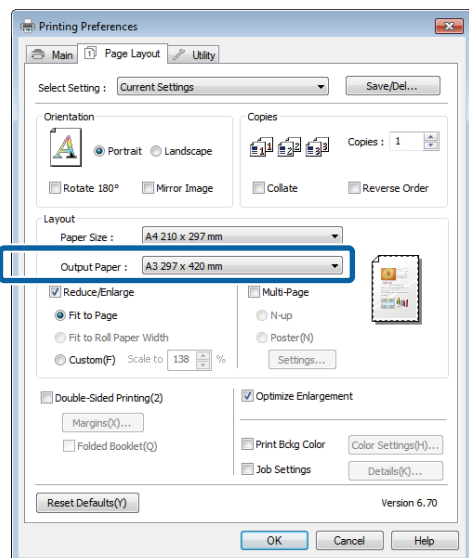 Printing Preferences
Main Page Layout Utility
Select Setting : Current Settings Save/Del...
Orientation Copies
Portrait Landscape Copies : 1
Rotate 180° Mirror Image Collate Reverse Order
Layout
Paper Size : A4 210 x 297 mm
Output Paper : A3 297 x 420 mm
Reduce/Enlarge Multi-Page
Fit to Page N-up
Fit to Roll Paper Width Poster(N)
Custom(F) Scale to 138 % Settings...
Double-Sided Printing(2) Optimize Enlargement
Margins(X)...
Folded Booklet(Q) Print Bckg Color Color Settings(H)...
Job Settings Details(K)...
Reset Defaults(Y) Version 6.70
OK Cancel Help